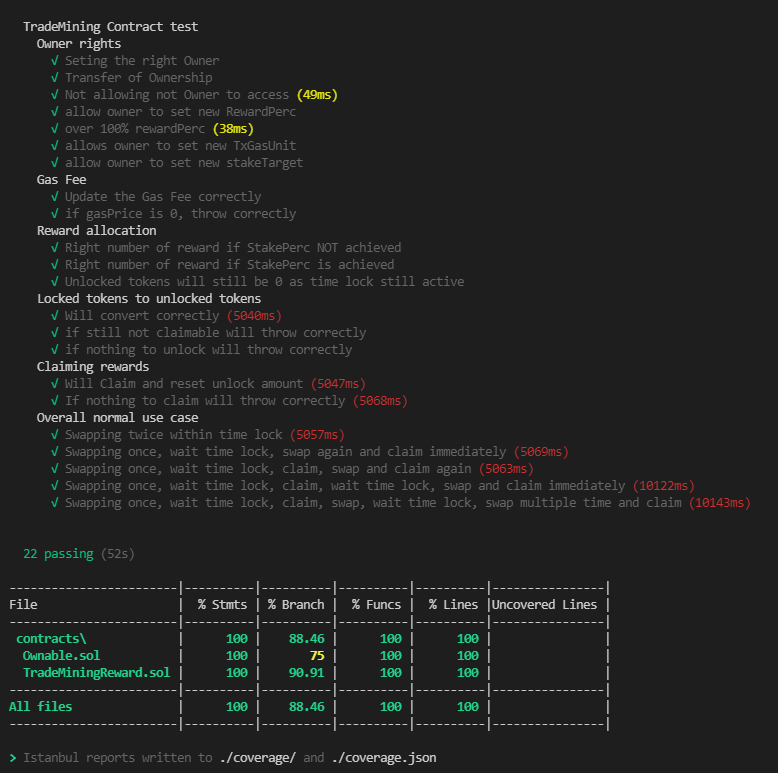 TradeMining Contract test
Owner rights
√ Seting the right Owner
√ Transfer of Ownership
√ Not allowing not Owner to access (49ms)
√ allow owner to set new RewardPerc
√ over 100% rewardPerc (38ms)
√ allows owner to set new TxGasUnit
√ allow owner to set new stakeTarget
Gas Fee
√ Update the Gas Fee correctly
√ if gasPrice is 0, throw correctly
Reward allocation
√ Right number of reward if StakePerc NOT achieved
√ Right number of reward if StakePerc is achieved
√ Unlocked tokens will still be 0 as time lock still active
Locked tokens to unlocked tokens
√ Will convert correctly (5040ms)
√ if still not claimable will throw correctly
√ if nothing to unlock will throw correctly
Claiming rewards
√ Will Claim and reset unlock amount (5047ms)
√ If nothing to claim will throw correctly (5068ms)
Overall normal use case
√ Swapping twice within time lock (5057ms)
√ Swapping once, wait time lock, swap again and claim immediately (5069ms)
√ Swapping once, wait time lock, claim, swap and claim again (5063ms)
√ Swapping once, wait time lock, claim, wait time lock, swap and claim immediately (10122ms)
√ Swapping once, wait time lock, claim, swap, wait time lock, swap multiple time and claim (10143ms)
22 passing (52s)
------------------------|----------|----------|----------|----------|----------------|
File                    |  % Stmts | % Branch |  % Funcs |  % Lines |Uncovered Lines |
------------------------|----------|----------|----------|----------|----------------|
contracts\             |      100 |    88.46 |      100 |      100 |                |
Ownable.sol           |      100 |       75 |      100 |      100 |                |
TradeMiningReward.sol |      100 |    90.91 |      100 |      100 |                |
------------------------|----------|----------|----------|----------|----------------|
All files               |      100 |    88.46 |      100 |      100 |                |
------------------------|----------|----------|----------|----------|----------------|
> Istanbul reports written to ./coverage/ and ./coverage.json